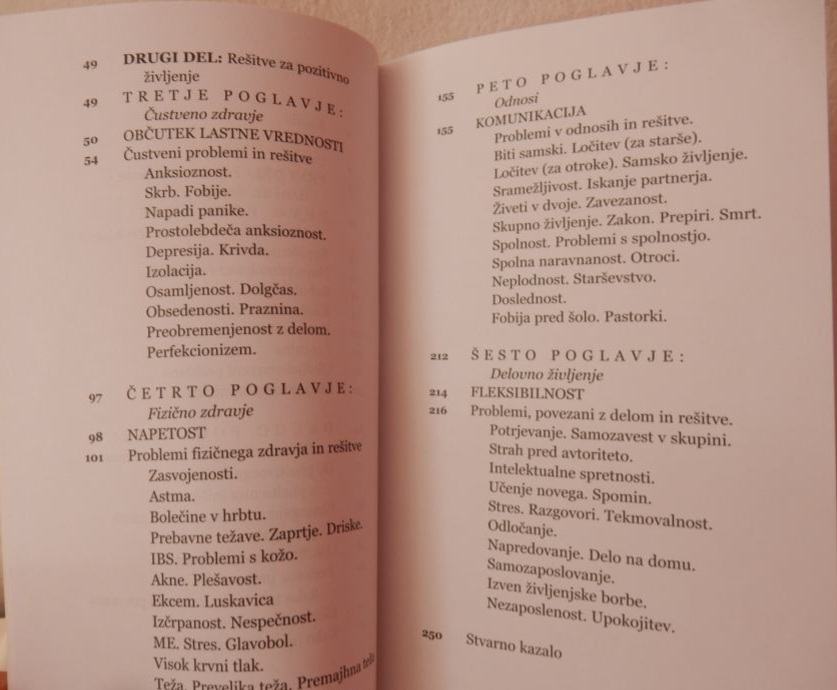 49 DRUGI DEL: Rešitve za pozitivno
življenje
49 TRETJE POGLAVJE:
Čustveno zdravje
50 OBČUTEK LASTNE VREDNOSTI
54 Čustveni problemi in rešitve
Anksioznost.
Skrb. Fobije.
Napadi panike.
Prostolebdeča anksioznost.
Depresija. Krivda.
Izolacija.
Osamljenost. Dolgčas.
Obsedenosti. Praznina.
Preobremenjenost z delom.
Perfekcionizem.
97 ČETRTO POGLAVJE:
Fizično zdravje
98 NAPETOST
101 Problemi fizičnega zdravja in rešitve
Zasvojenosti.
Astma.
Bolečine v hrbtu.
Prebavne težave. Zaprtje. Driske.
IBS. Problemi s kožo.
Akne. Plešavost.
Ekcem. Luskavica
Izčrpanost. Nespečnost.
ME. Stres. Glavobol.
Visok krvni tlak.
Teža. Prevelika teža. Premajhna teža
155 PETO POGLAVJE:
Odnosi
155 KOMUNIKACIJA
Problemi v odnosih in rešitve.
Biti samski. Ločitev (za starše).
Ločitev (za otroke). Samsko življenje.
Sramežljivost. Iskanje partnerja.
Živeti v dvoje. Zavezanost.
Skupno življenje. Zakon. Prepiri. Smrt.
Spolnost. Problemi s spolnostjo.
Spolna naravnanost. Otroci.
Neplodnost. Starševstvo.
Doslednost.
Fobija pred šolo. Pastorki.
212 ŠESTO POGLAVJE:
Delovno življenje
214 FLEKSIBILNOST
216 Problemi, povezani z delom in rešitve.
Potrjevanje. Samozavest v skupini.
Strah pred avtoriteto.
Intelektualne spretnosti.
Učenje novega. Spomin.
Stres. Razgovori. Tekmovalnost.
Odločanje.
Napredovanje. Delo na domu.
Samozaposlovanje.
Izven življenjske borbe.
Nezaposlenost. Upokojitev.
250 Stvarno kazalo